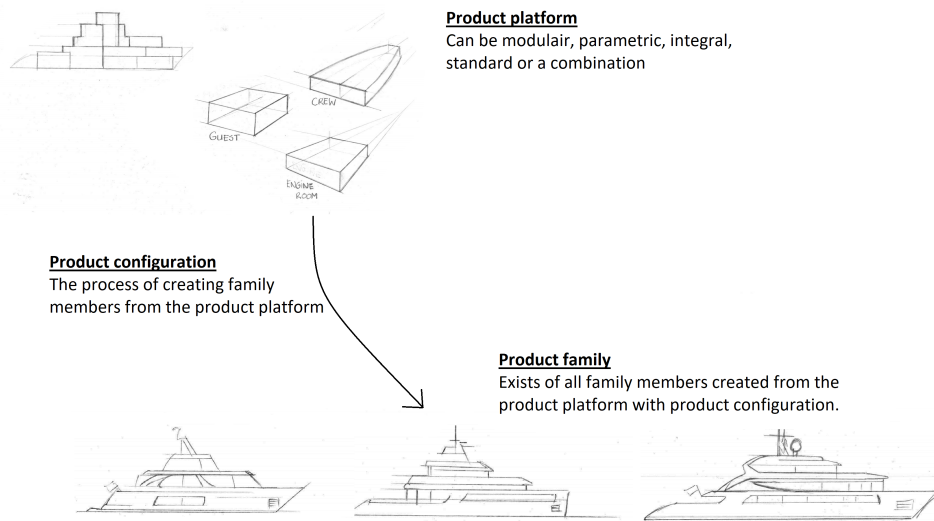 Product platform
Can be modulair, parametric, integral,
standard or a combination
CREW
GUEST
ENGINE
ROOM
Product configuration
The process of creating family
members from the product platform
Product family
Exists of all family members created from the
product platform with product configuration.